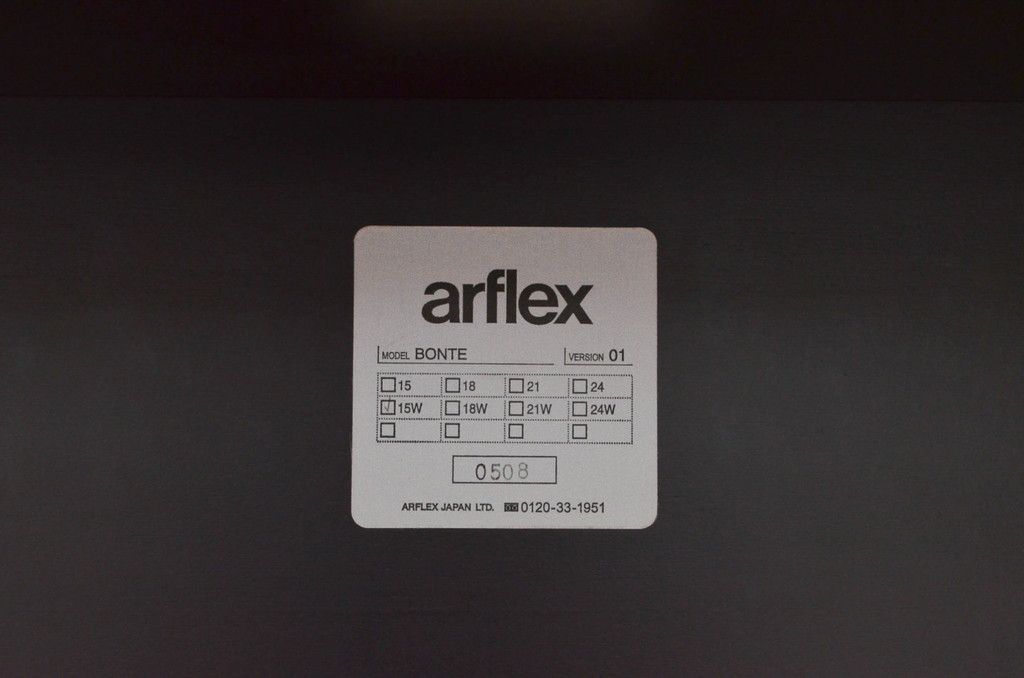 arflex
MODEL BONTE VERSION 01
15 18 21 24
15W 18W 21W 24W
0508
ARFLEX JAPAN LTD. 0120-33-1951